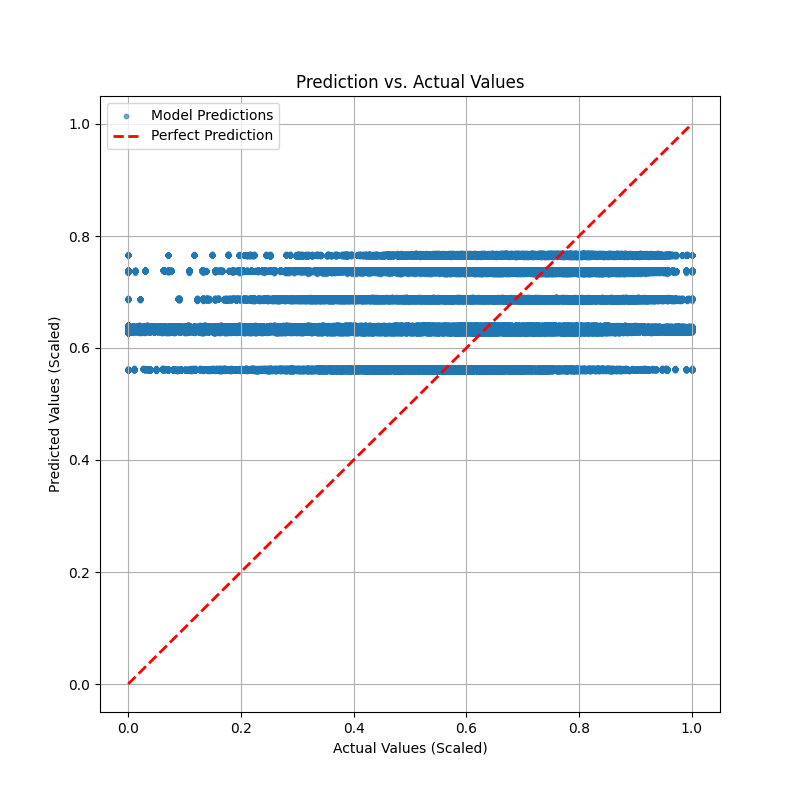 Prediction vs. Actual Values
Model Predictions
Perfect Prediction
1.0
0.8
0.6
0.4
0.2
0.0
Predicted Values (Scaled)
0.0 0.2 0.4 0.6 0.8 1.0
Actual Values (Scaled)